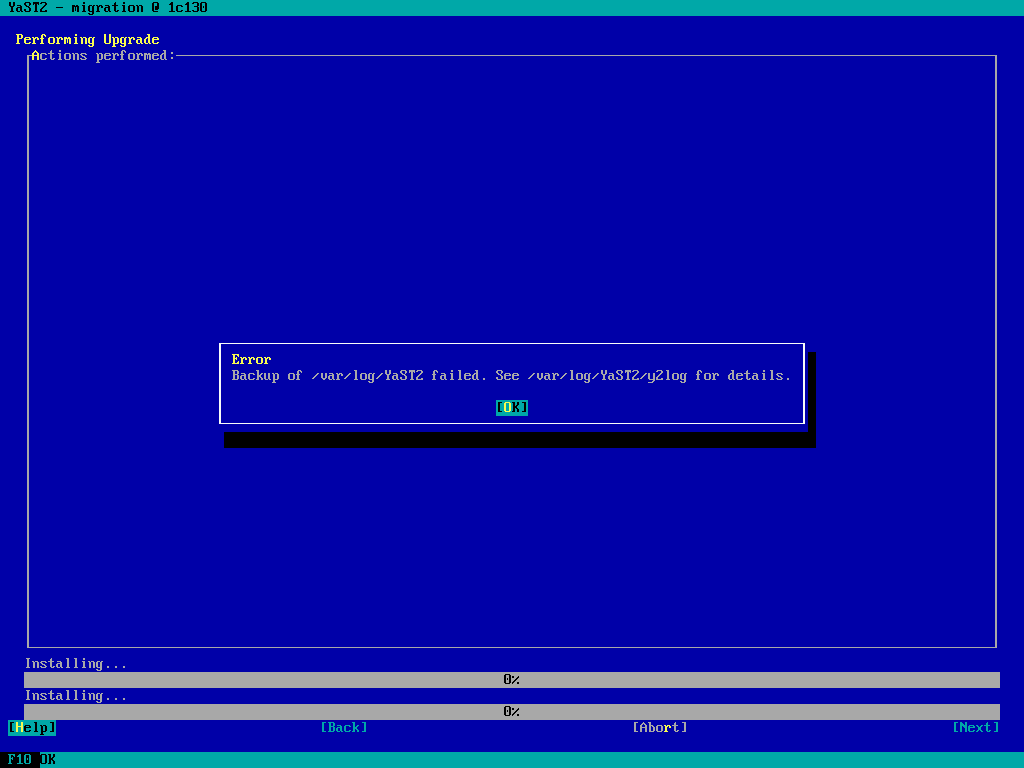 YaST2 - migration @ 1c130
Performing Upgrade
Actions performed:
Error
Backup of /var/log/YaST2 failed. See /var/log/YaST2/y2log for details.
[OK]
Installing...
0%
Installing...
0%
[Help] [Back] [Abort] [Next]
F10 OK